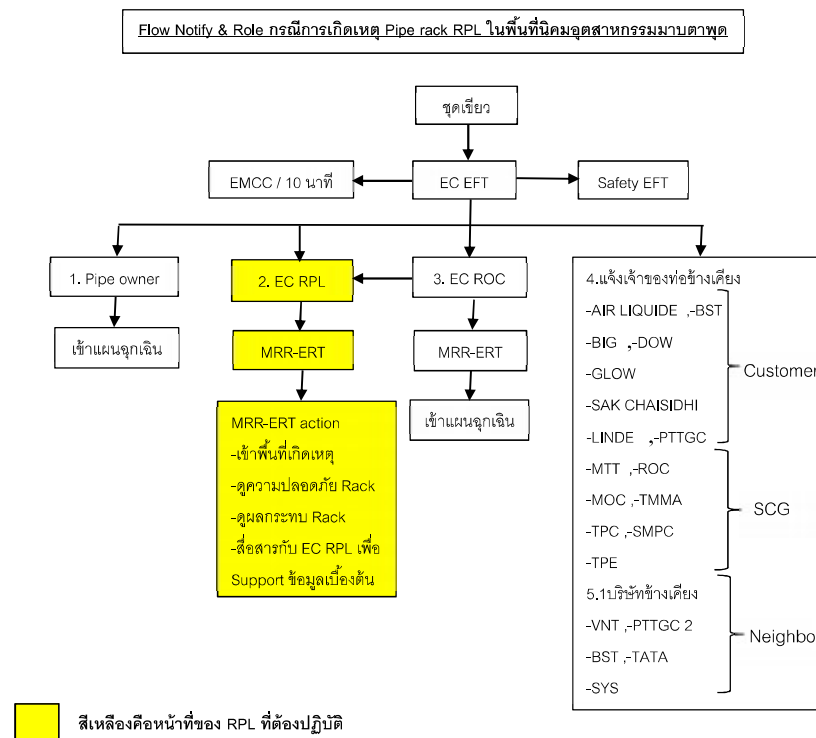 Flow Notify & Role กรณีการเกิดเหตุ Pipe rack RPL ในพื้นที่นิคมอุตสาหกรรมมาบตาพุด
ชุดเขียว
EMCC / 10 นาที
EC EFT
Safety EFT
1. Pipe owner
2. EC RPL
3. EC ROC
เข้าแผนฉุกเฉิน
MRR-ERT
MRR-ERT
เข้าแผนฉุกเฉิน
MRR-ERT action
-เข้าพื้นที่เกิดเหตุ
-ดูความปลอดภัย Rack
-ดูผลกระทบ Rack
-สื่อสารกับ EC RPL เพื่อ
Support ข้อมูลเบื้องต้น
4.แจ้งเจ้าของท่อข้างเคียง
-AIR LIQUIDE ,-BST
-BIG ,-DOW
-GLOW
-SAK CHAISIDHI
-LINDE ,-PTTGC
Customer
-MTT ,-ROC
-MOC ,-TMMA
-TPC ,-SMPC
-TPE
SCG
5.1บริษัทข้างเคียง
-VNT ,-PTTGC 2
-BST ,-TATA
-SYS
Neighbo
สีเหลืองคือหน้าที่ของ RPL ที่ต้องปฏิบัติ